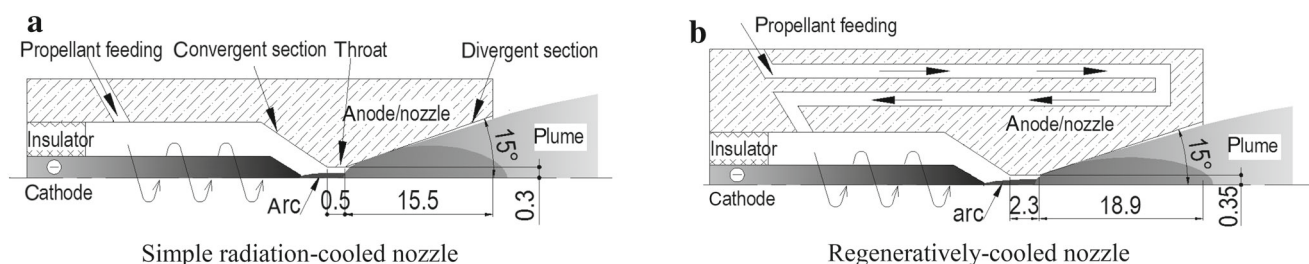 a
Propellant feeding
Convergent section
Throat
Divergent section
Anode/nozzle
Insulator
15°
Plume
Cathode
Arc
0.5
15.5
0.3
Simple radiation-cooled nozzle
b
Propellant
feeding
Anode/nozzle
Insulator
15°
Plume
Cathode
arc
2.3
18.9
0.35
Regeneratively-cooled nozzle